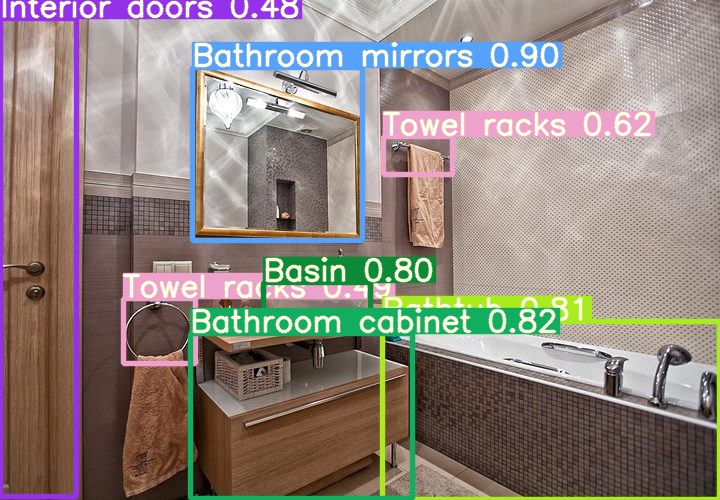 Interior doors 0.48
Bathroom mirrors 0.90
Towel racks 0.62
Basin 0.80
Towel racks 0.49
Bathtub 0.81
Bathroom cabinet 0.82